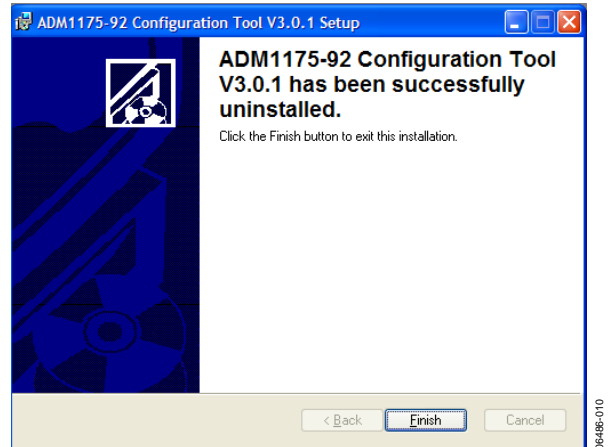 ADM1175-92 Configuration Tool V3.0.1 Setup
ADM1175-92 Configuration Tool
V3.0.1 has been successfully
uninstalled.
Click the Finish button to exit this installation.
< Back
Finish
Cancel
06486-010